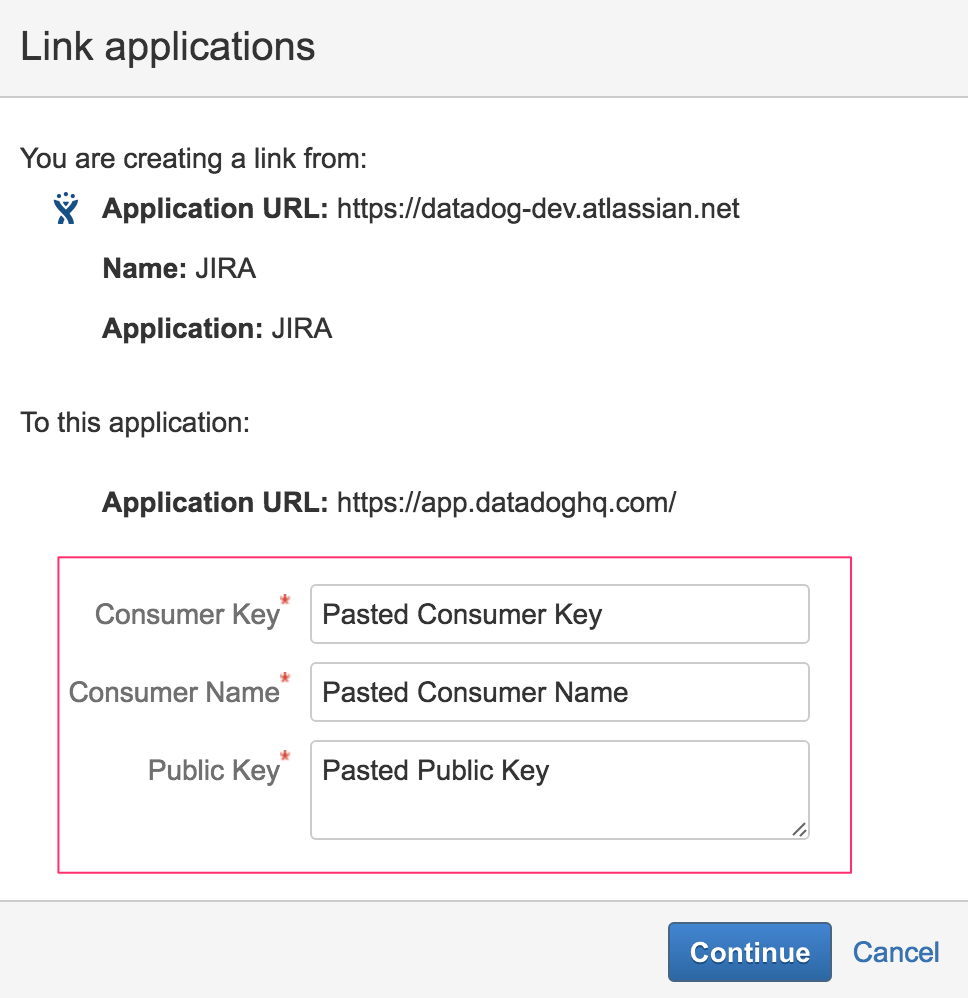 Link applications
You are creating a link from:
Application URL: https://datadog-dev.atlassian.net
Name: JIRA
Application: JIRA
To this application:
Application URL: https://app.datadoghq.com/
Consumer Key* Pasted Consumer Key
Consumer Name* Pasted Consumer Name
Public Key* Pasted Public Key
Continue Cancel